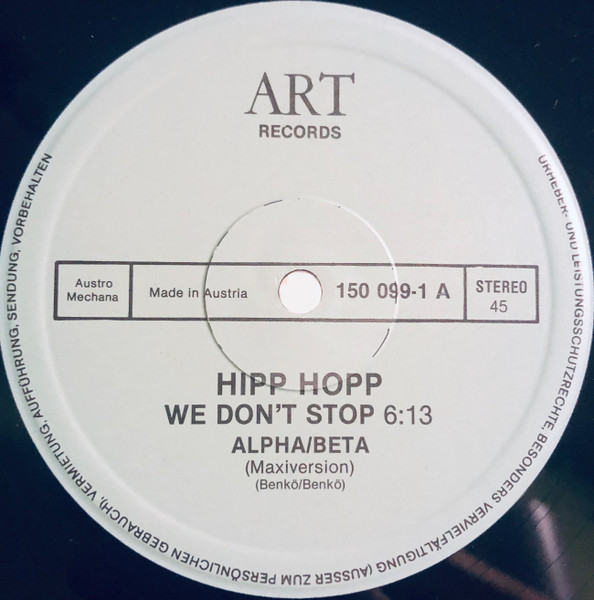 ART
RECORDS
Austro
Mechana
Made in Austria
150 099-1 A
STEREO
45
HIPP HOPP
WE DON'T STOP 6:13
ALPHA/BETA
(Maxiversion)
(Benkö/Benkö)
URHEBER- UND LEISTUNGSSCHUTZRECHTE, BESONDERS VERVIELFÄLTIGUNG (AUSSER ZUM PERSÖNLICHEN GEBRAUCH), VERMIETUNG, AUFFÜHRUNG, SENDUNG, VORBEHALTEN